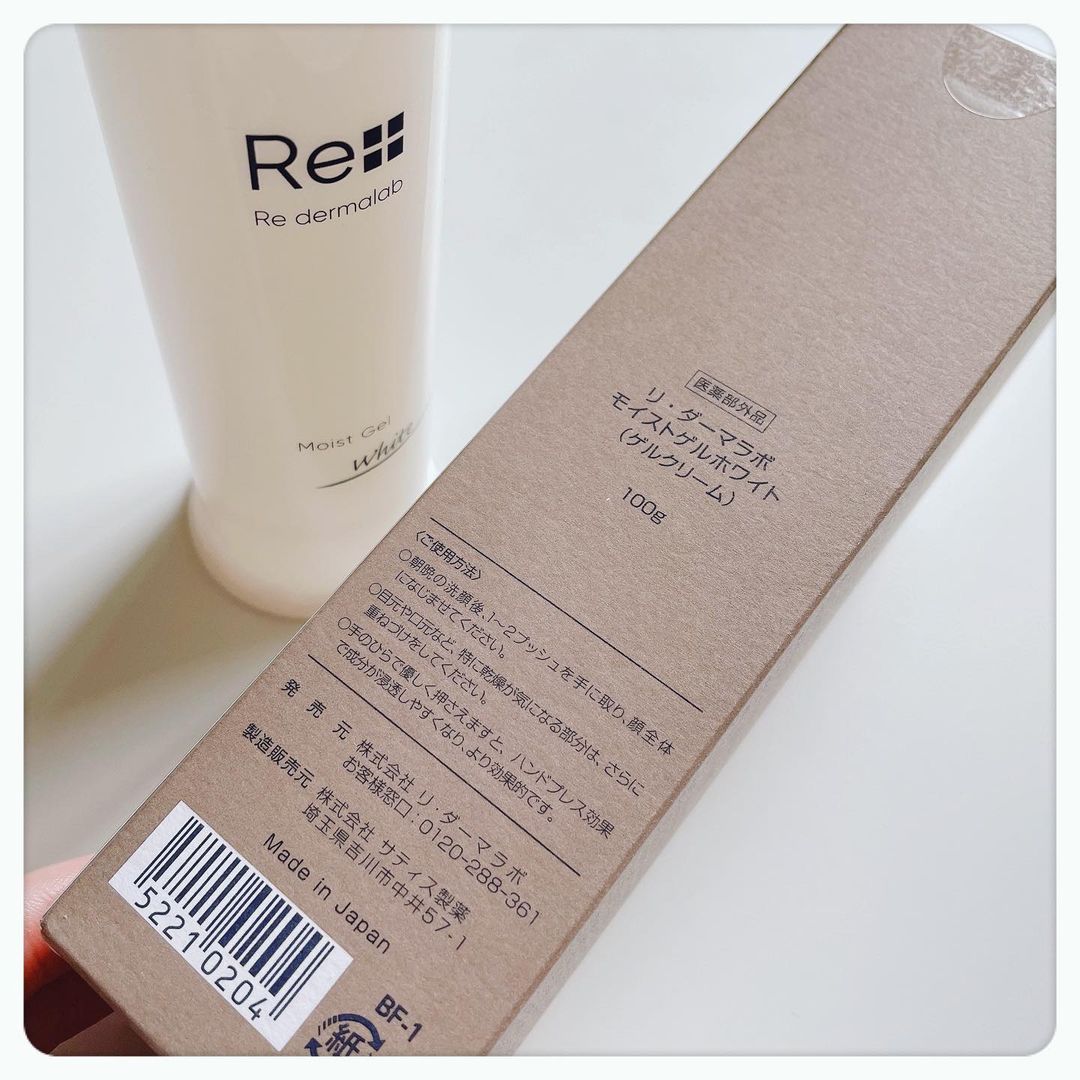 Re
Re dermalab
Moist Gel
White
医薬部外品
リ・ダーマラボ
モイストゲルホワイト
(ゲルクリーム)
100g
〈ご使用方法〉
○朝晩の洗顔後、1〜2プッシュを手に取り、顔全体
になじませてください。
○目元や口元など、特に乾燥が気になる部分は、さらに
重ねづけをしてください。
○手のひらで優しく押さえますと、ハンドプレス効果
で成分が浸透しやすくなり、より効果的です。
発売元 株式会社 リ・ダーマラボ
お客様窓口：0120-288-361
製造販売元 株式会社 サティス製薬
埼玉県吉川市中井57-1
Made in Japan
52210204
BF-1
紙